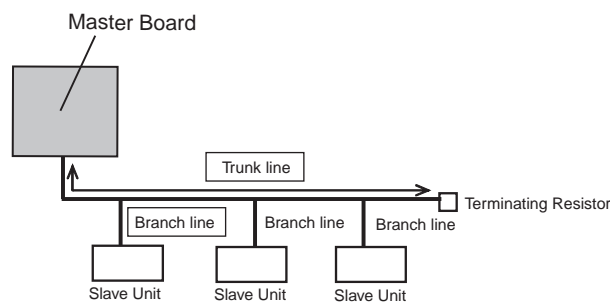 Master Board
Trunk line
Terminating Resistor
Branch line
Branch line
Branch line
Slave Unit
Slave Unit
Slave Unit